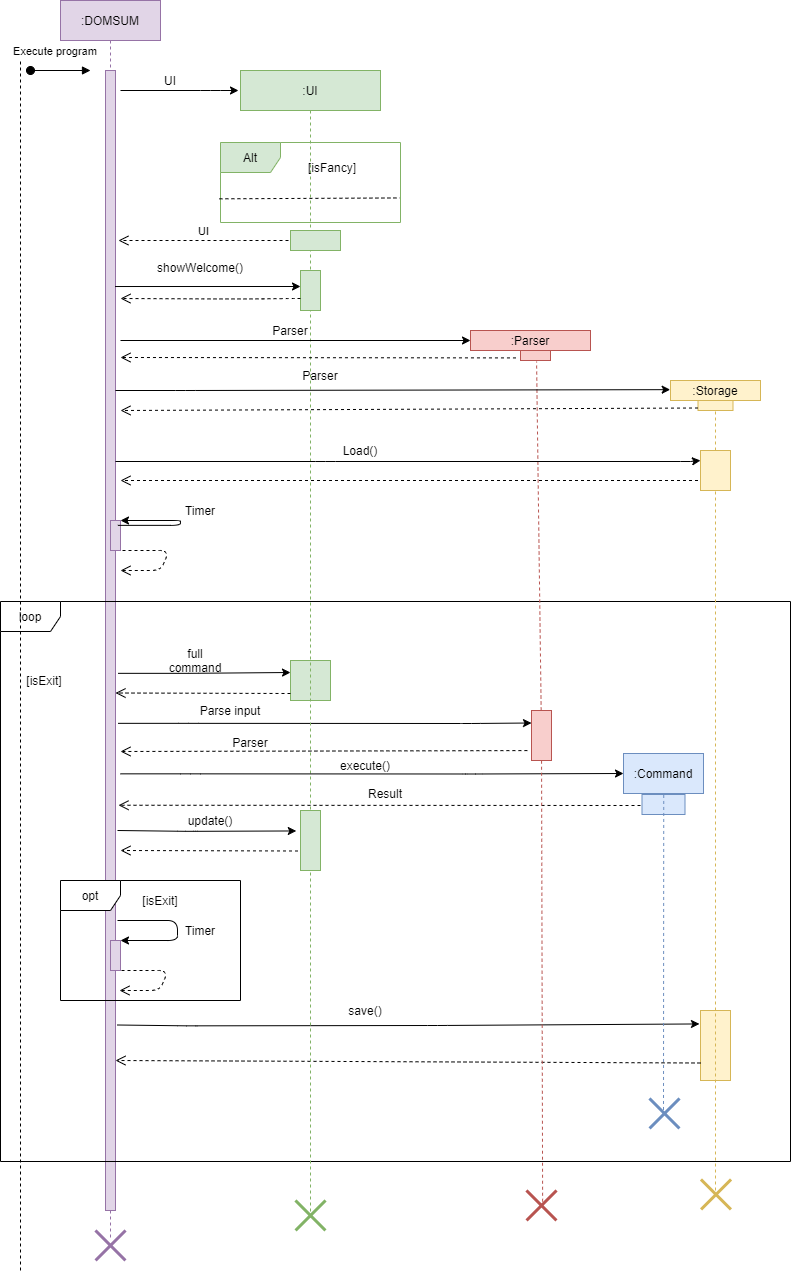 :DOMSUM
Execute program
UI
:UI
Alt
[isFancy]
UI
showWelcome()
Parser
:Parser
Parser
:Storage
Load()
Timer
loop
full
command
[isExit]
Parse input
Parser
execute()
:Command
Result
update()
opt
[isExit]
Timer
save()